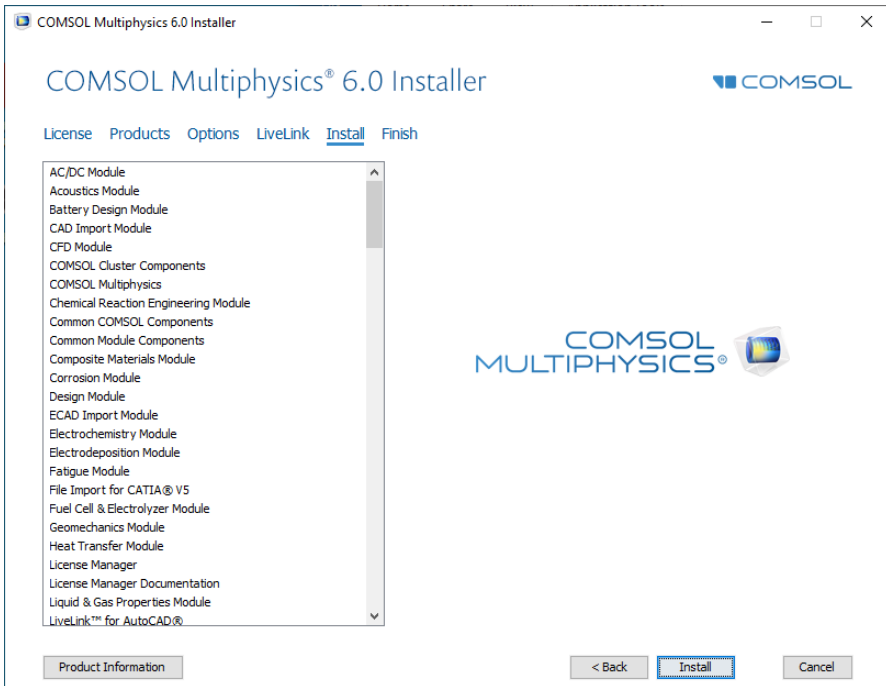 COMSOL Multiphysics 6.0 Installer
COMSOL Multiphysics® 6.0 Installer
COMSOL
License Products Options LiveLink Install Finish
AC/DC Module
Acoustics Module
Battery Design Module
CAD Import Module
CFD Module
COMSOL Cluster Components
COMSOL Multiphysics
Chemical Reaction Engineering Module
Common COMSOL Components
Common Module Components
Composite Materials Module
Corrosion Module
Design Module
ECAD Import Module
Electrochemistry Module
Electrodeposition Module
Fatigue Module
File Import for CATIA® V5
Fuel Cell & Electrolyzer Module
Geomechanics Module
Heat Transfer Module
License Manager
License Manager Documentation
Liquid & Gas Properties Module
LiveLink™ for AutoCAD®
COMSOL
MULTIPHYSICS®
Product Information
< Back
Install
Cancel